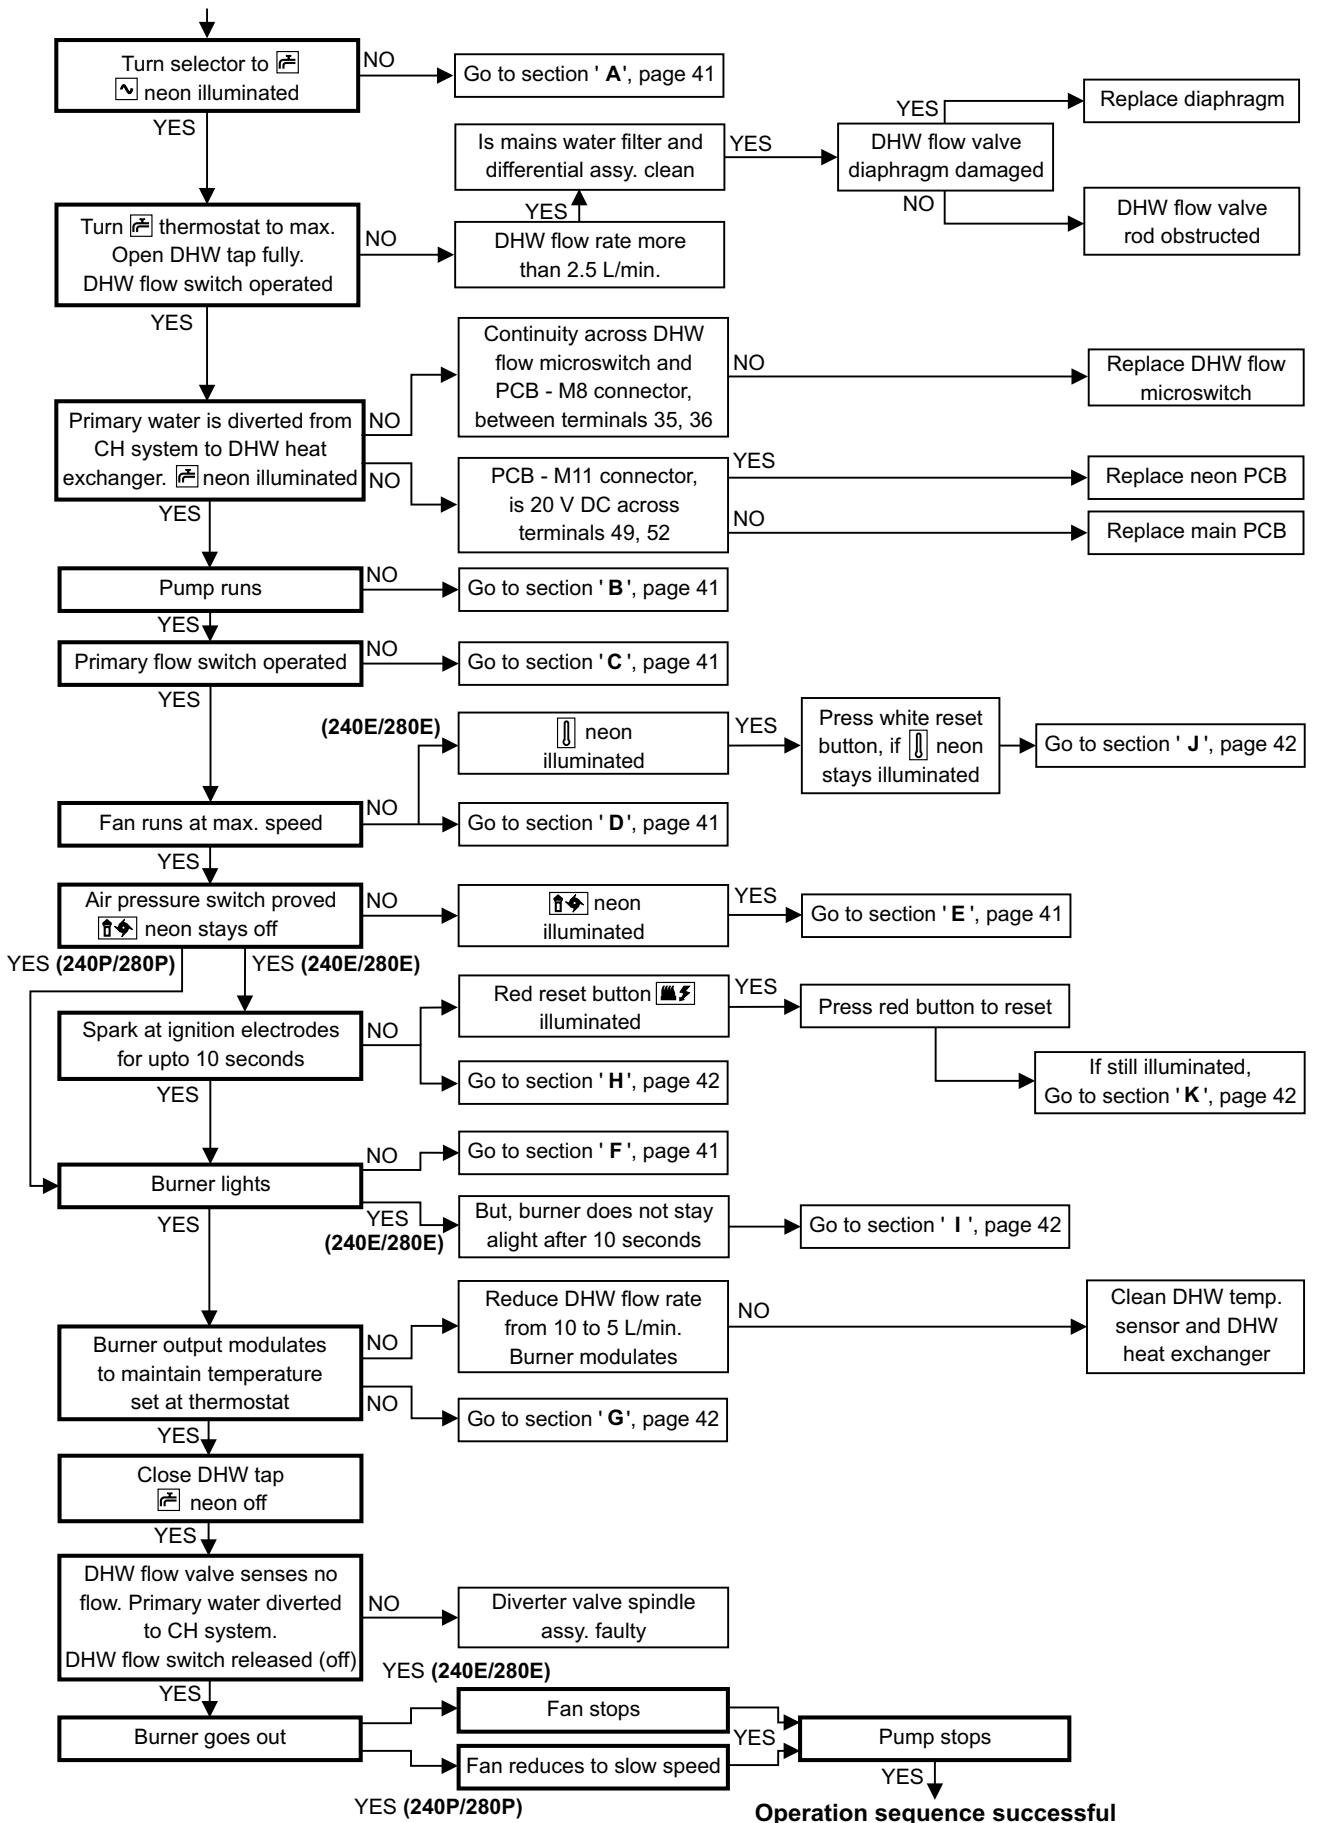 Turn selector to
neon illuminated
NO
Go to section ' A', page 41
YES
Is mains water filter and
differential assy. clean
YES
DHW flow valve
diaphragm damaged
YES
Replace diaphragm
NO
DHW flow valve
rod obstructed
Turn thermostat to max.
Open DHW tap fully.
DHW flow switch operated
NO
YES
DHW flow rate more
than 2.5 L/min.
YES
Continuity across DHW
flow microswitch and
PCB - M8 connector,
between terminals 35, 36
NO
Replace DHW flow
microswitch
Primary water is diverted from
CH system to DHW heat
exchanger. neon illuminated
NO
NO
PCB - M11 connector,
is 20 V DC across
terminals 49, 52
YES
Replace neon PCB
NO
Replace main PCB
YES
Pump runs
NO
Go to section ' B', page 41
YES
Primary flow switch operated
NO
Go to section ' C', page 41
YES
(240E/280E)
neon
illuminated
YES
Press white reset
button, if neon
stays illuminated
Go to section ' J', page 42
Fan runs at max. speed
NO
Go to section ' D', page 41
YES
Air pressure switch proved
neon stays off
NO
neon
illuminated
YES
Go to section ' E', page 41
YES (240P/280P)
YES (240E/280E)
Spark at ignition electrodes
for upto 10 seconds
NO
Red reset button
illuminated
YES
Press red button to reset
Go to section ' H', page 42
If still illuminated,
Go to section ' K', page 42
YES
Burner lights
NO
Go to section ' F', page 41
YES
(240E/280E)
But, burner does not stay
alight after 10 seconds
Go to section ' I', page 42
YES
Burner output modulates
to maintain temperature
set at thermostat
NO
Reduce DHW flow rate
from 10 to 5 L/min.
Burner modulates
NO
Clean DHW temp.
sensor and DHW
heat exchanger
NO
Go to section ' G', page 42
YES
Close DHW tap
neon off
YES
DHW flow valve senses no
flow. Primary water diverted
to CH system.
DHW flow switch released (off)
NO
Diverter valve spindle
assy. faulty
YES
YES (240E/280E)
Burner goes out
Fan stops
YES
Fan reduces to slow speed
YES (240P/280P)
Pump stops
YES
Operation sequence successful